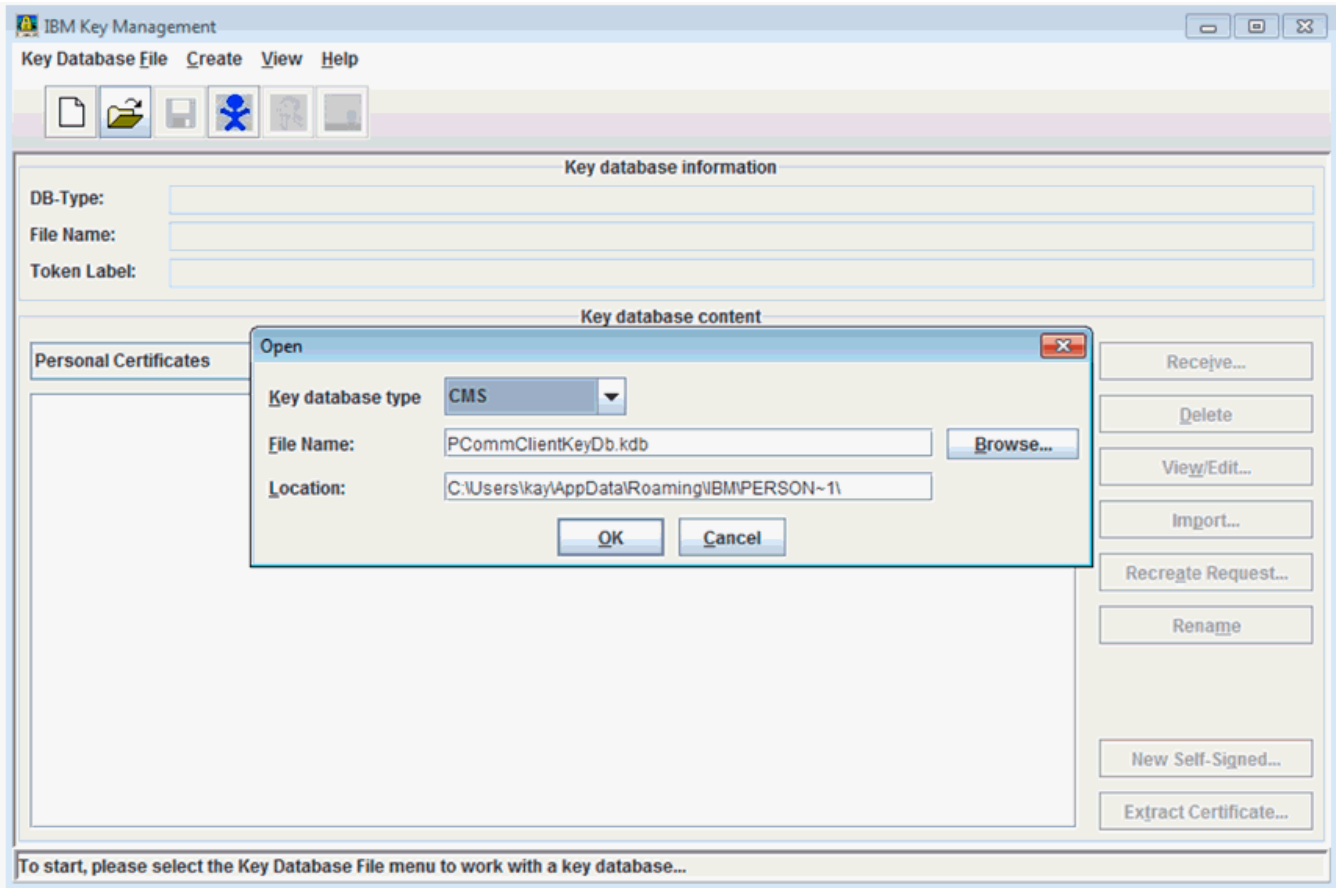 IBM Key Management
Key Database File Create View Help
Key database information
DB-Type:
File Name:
Token Label:
Key database content
Personal Certificates
Open
Key database type CMS
File Name: PCommClientKeyDb.kdb Browse...
Location: C:\Users\kay\AppData\Roaming\IBM\PERSON~1\
OK Cancel
Receive...
Delete
View/Edit...
Import...
Recreate Request...
Rename
New Self-Signed...
Extract Certificate...
To start, please select the Key Database File menu to work with a key database...